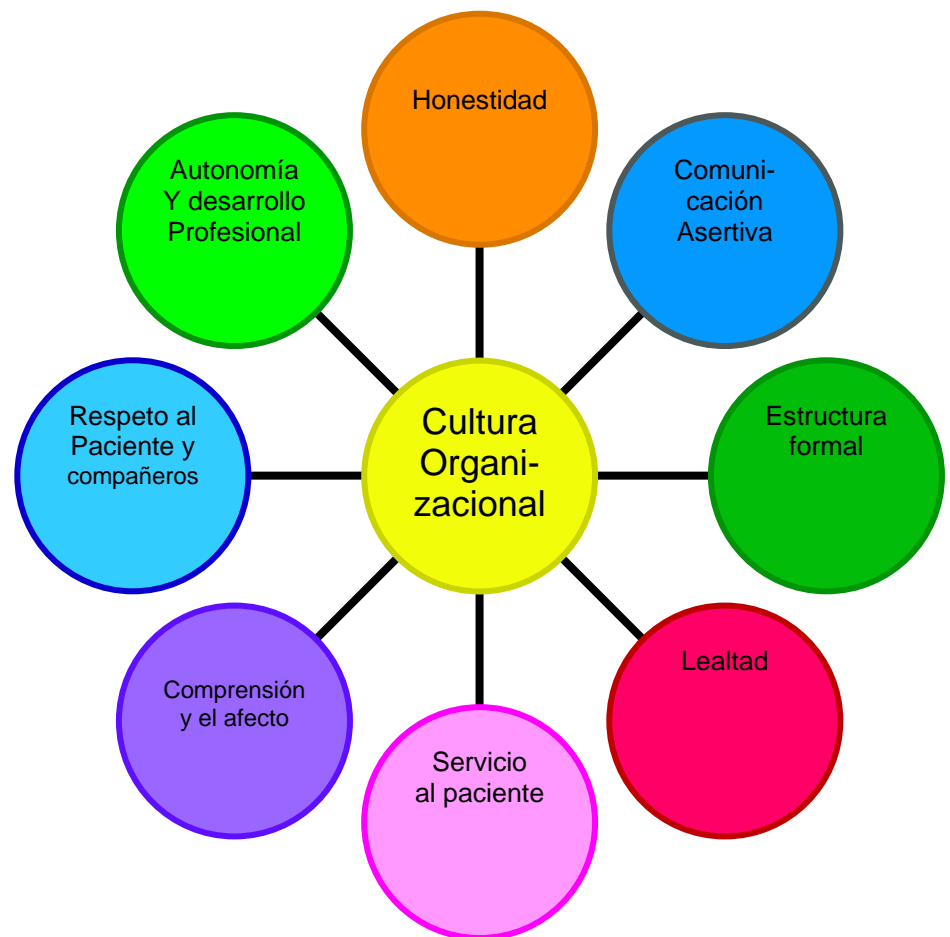 Honestidad
Comuni-
cación
Asertiva
Estructura
formal
Lealtad
Servicio
al paciente
Comprensión
y el afecto
Respeto al
Paciente y
compañeros
Autonomía
Y desarrollo
Profesional
Cultura
Organi-
zacional